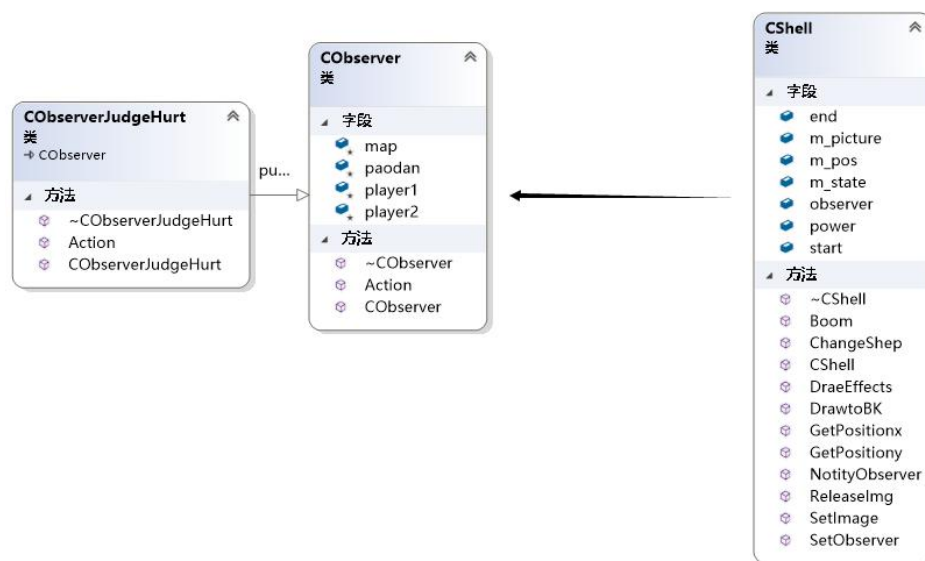 CObserverJudgeHurt
类
CObserver
方法
~CObserverJudgeHurt
Action
CObserverJudgeHurt
pu...
CObserver
类
字段
map
paodan
player1
player2
方法
~CObserver
Action
CObserver
CShell
类
字段
end
m_picture
m_pos
m_state
observer
power
start
方法
~CShell
Boom
ChangeShep
CShell
DraeEffects
DrawtoBK
GetPositionx
GetPositiony
NotityObserver
ReleaseImg
SetImage
SetObserver